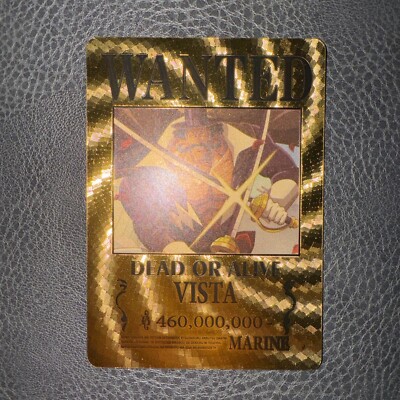 WANTED
DEAD OR ALIVE
VISTA
460,000,000-
MARINE